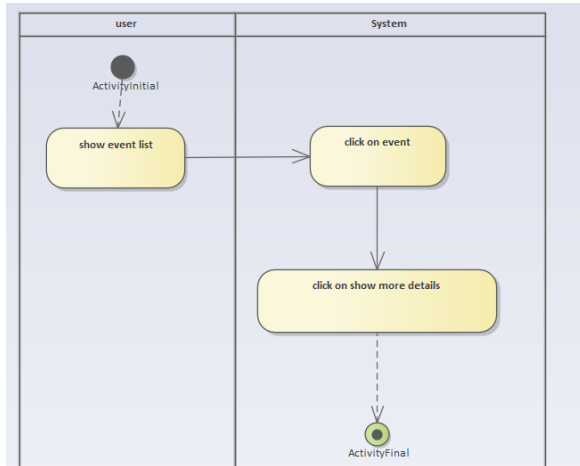 user
System
ActivityInitial
show event list
click on event
click on show more details
ActivityFinal